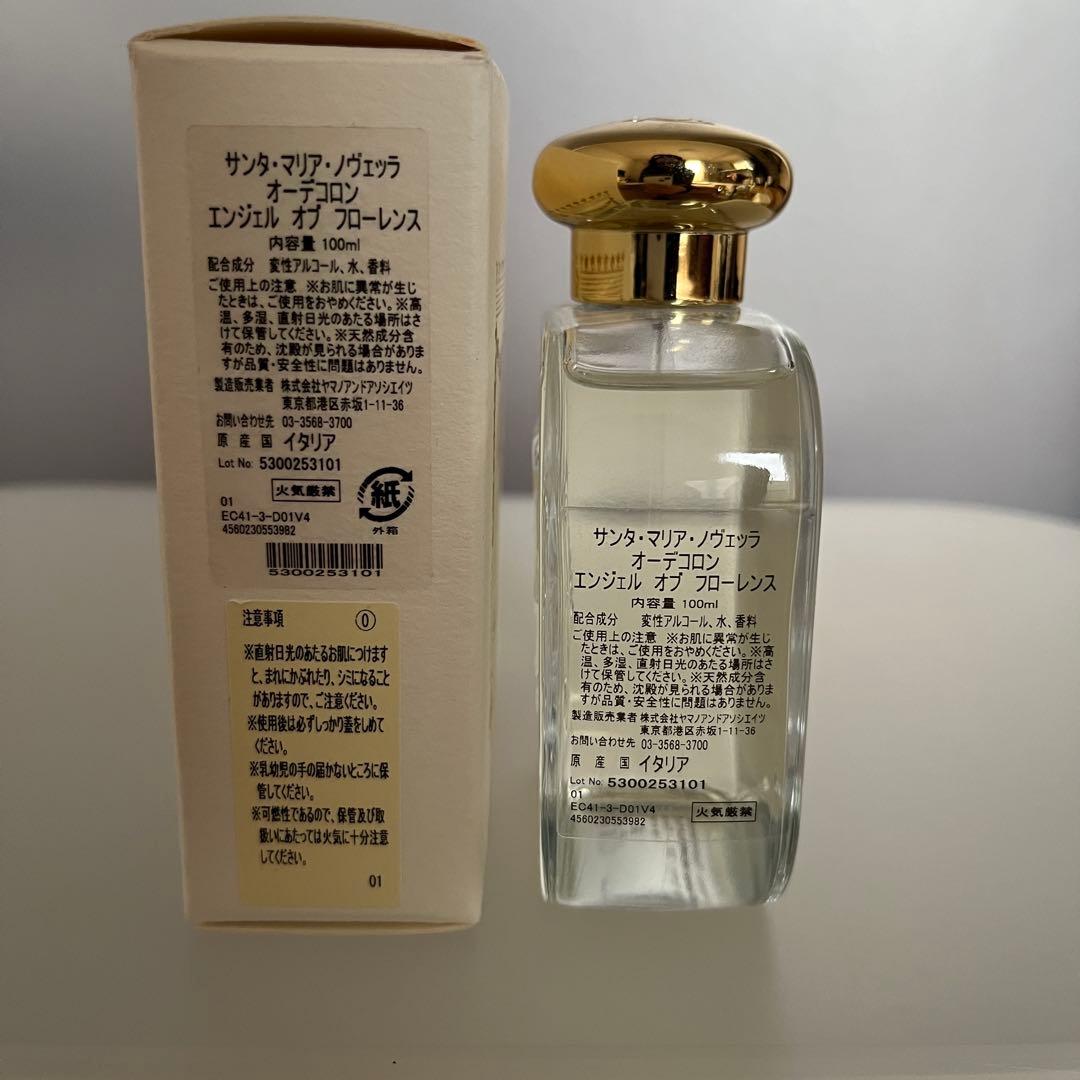 サンタ・マリア・ノヴェッラ
オーデコロン
エンジェル オブ フローレンス
内容量 100ml
配合成分 変性アルコール、水、香料
ご使用上の注意 ※お肌に異常が生じ
たときは、ご使用をおやめください。※高
温、多湿、直射日光のあたる場所はさ
けて保管してください。※天然成分含
有のため、沈殿が見られる場合がありま
すが品質・安全性に問題はありません。
製造販売業者 株式会社ヤマノアンドアソシエイツ
東京都港区赤坂1-11-36
お問い合わせ先 03-3568-3700
原産国 イタリア
Lot No: 5300253101
火気厳禁
01
EC41-3-D01V4
4560230553982
紙
外箱
5300253101
注意事項 0
※直射日光のあたるお肌につけます
と、まれにかぶれたり、シミになること
がありますので、ご注意ください。
※使用後は必ずしっかり蓋をしめて
ください。
※乳幼児の手の届かないところに保
管してください。
※可燃性であるので、保管及び取
扱いにあたっては火気に十分注意
してください。
01
サンタ・マリア・ノヴェッラ
オーデコロン
エンジェル オブ フローレンス
内容量 100ml
配合成分 変性アルコール、水、香料
ご使用上の注意 ※お肌に異常が生じ
たときは、ご使用をおやめください。※高
温、多湿、直射日光のあたる場所はさ
けて保管してください。※天然成分含
有のため、沈殿が見られる場合がありま
すが品質・安全性に問題はありません。
製造販売業者 株式会社ヤマノアンドアソシエイツ
東京都港区赤坂1-11-36
お問い合わせ先 03-3568-3700
原産国 イタリア
Lot No: 5300253101
01
EC41-3-D01V4
火気厳禁
4560230553982